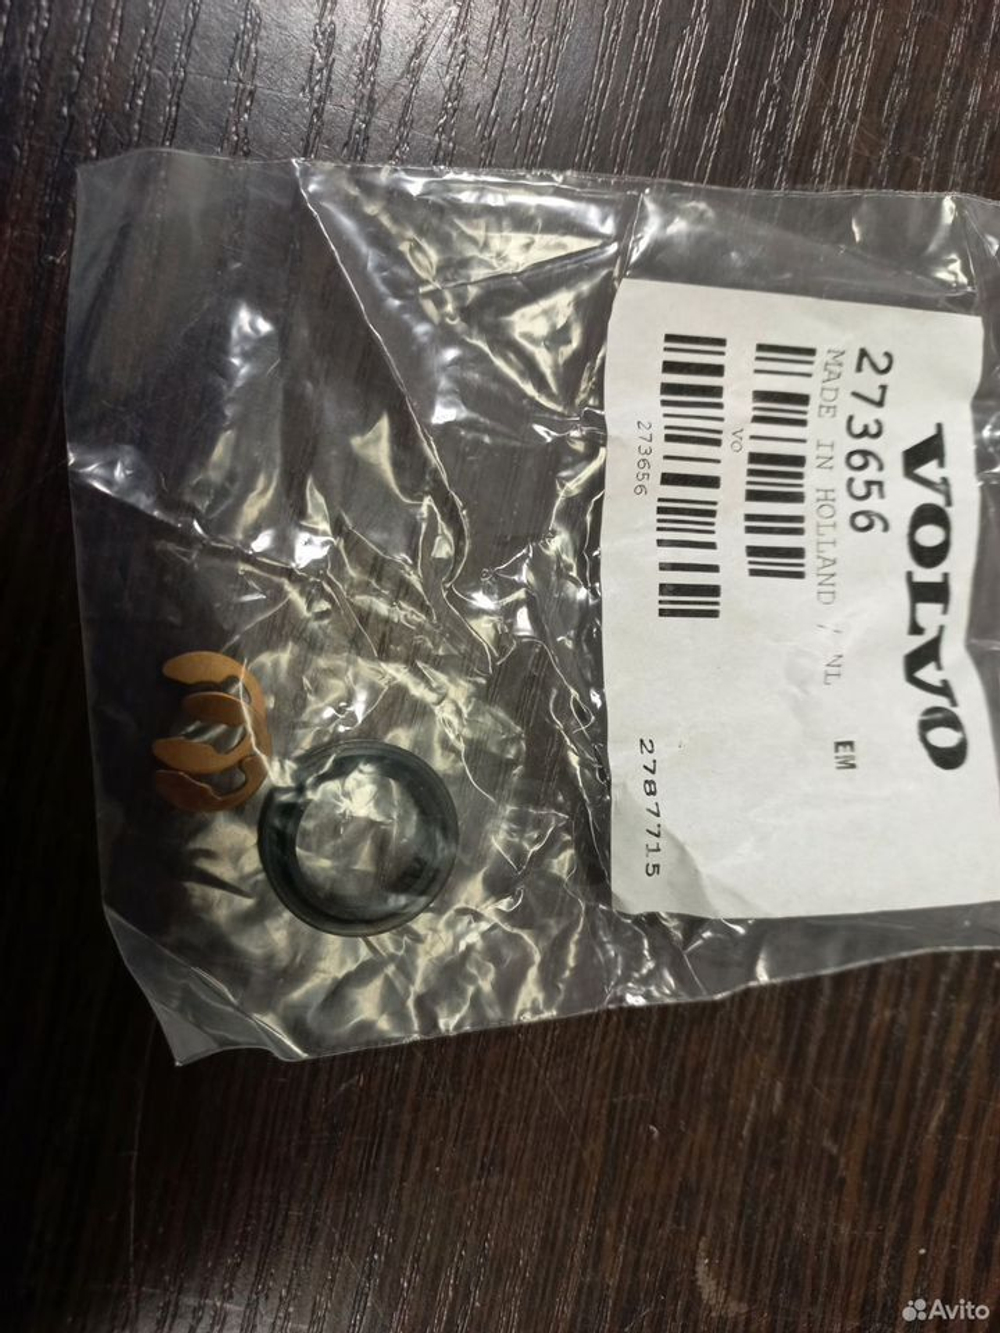 VOLVO
273656
MADE IN HOLLAND / NL
EM
VO
273656
2787715
Avito